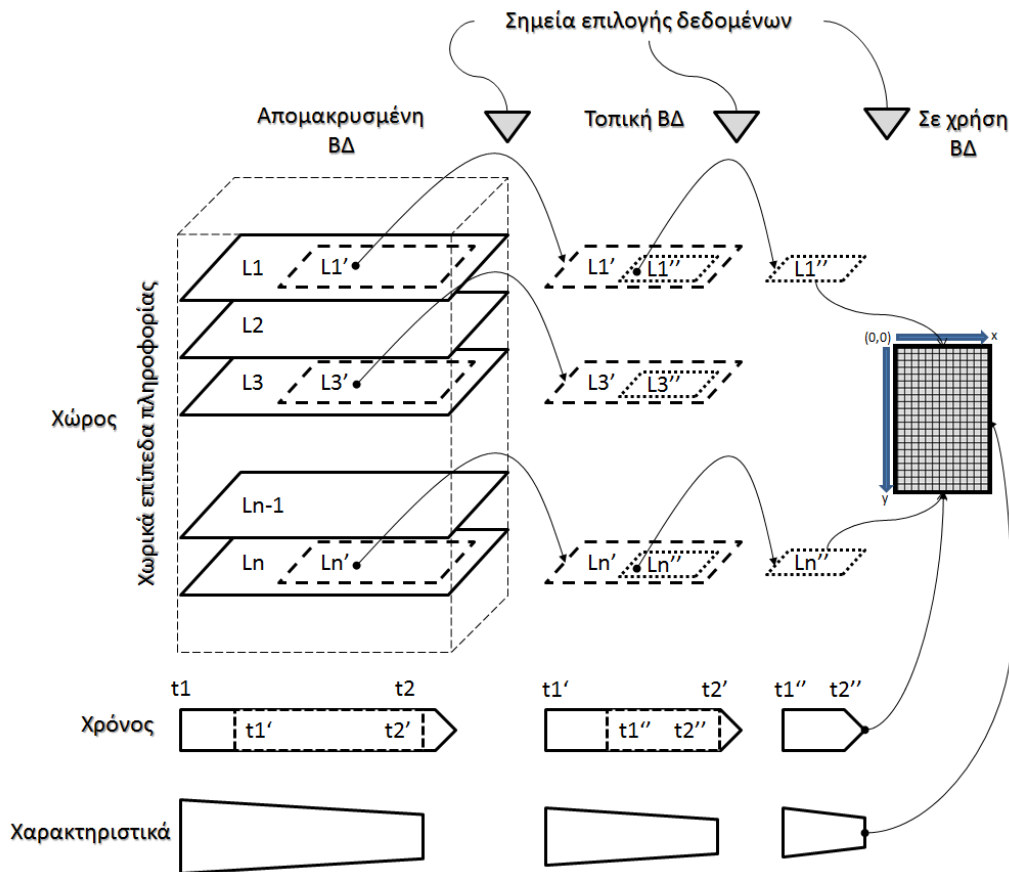 Σημεία επιλογής δεδομένων
Απομακρυσμένη
ΒΔ
Τοπική ΒΔ
Σε χρήση
ΒΔ
Χώρος
Χωρικά επίπεδα πληροφορίας
L1
L1’
L1’
L1’’
L1’’
L2
L3
L3’
L3’
L3’’
(0,0)
x
y
Ln-1
Ln
Ln’
Ln’
Ln’’
Ln’’
t1
t2
t1‘
t2’
t1’’
t2’’
Χρόνος
t1‘
t2’
t1’’
t2’’
Χαρακτηριστικά